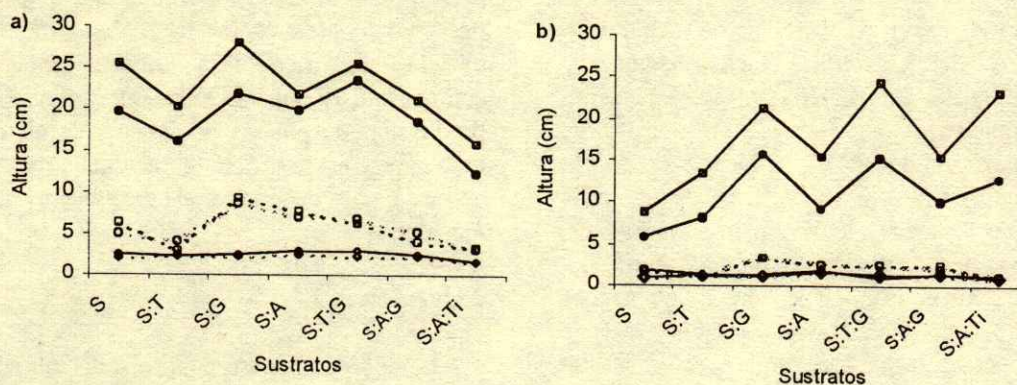 a)
30
25
20
15
10
5
0
Altura (cm)
S
S:T
S:G
S:A
S:T:G
S:A:G
S:A:Ti
Sustratos
b)
30
25
20
15
10
5
0
Altura (cm)
S
S:T
S:G
S:A
S:T:G
S:A:G
S:A:Ti
Sustratos